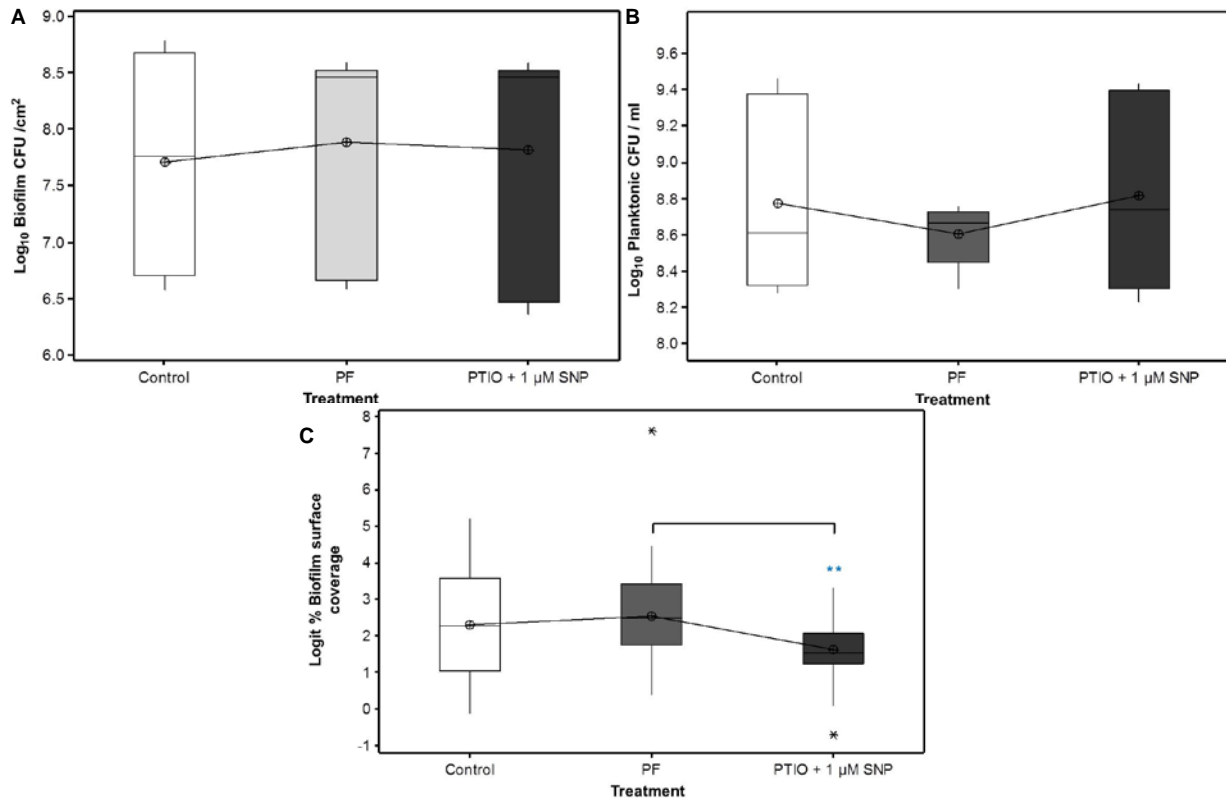 A
Log10 Biofilm CFU /cm2
9.0
8.5
8.0
7.5
7.0
6.5
6.0
Control
PF
PTIO + 1 µM SNP
Treatment
B
Log10 Planktonic CFU / ml
9.6
9.4
9.2
9.0
8.8
8.6
8.4
8.2
8.0
Control
PF
PTIO + 1 µM SNP
Treatment
C
Logit % Biofilm surface
coverage
8
7
6
5
4
3
2
1
0
-1
*
**
*
Control
PF
PTIO + 1 µM SNP
Treatment